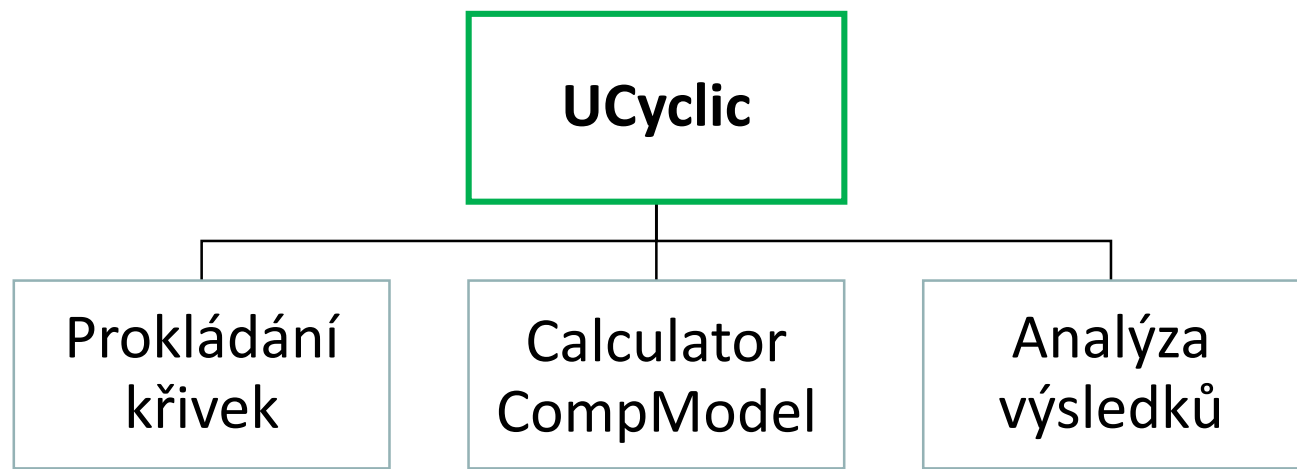 UCyclic
Prokládání
křivek
Calculator
CompModel
Analýza
výsledků